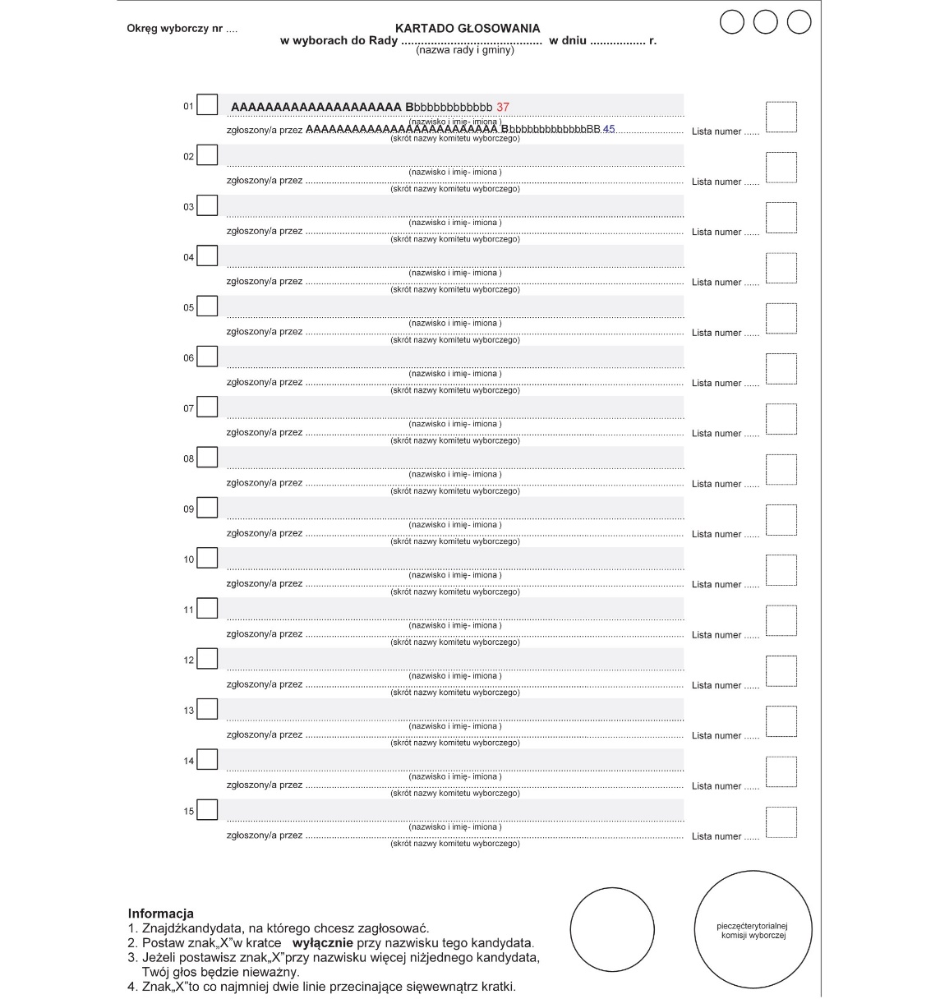 Okręg wyborczy nr ....
KARTADO GŁOSOWANIA
w wyborach do Rady ......................................... w dniu ................ r.
(nazwa rady i gminy)
01 AAAAAAAAAAAAAAAAAAAA Bbbbbbbbbbbbb 37
(nazwisko i imię- imiona )
zgłoszony/a przez AAAAAAAAAAAAAAAAAAAAAAAAA BbbbbbbbbbbbbbBB 45 Lista numer ......
(skrót nazwy komitetu wyborczego)
02
(nazwisko i imię- imiona )
zgłoszony/a przez ........ Lista numer ......
(skrót nazwy komitetu wyborczego)
03
(nazwisko i imię- imiona )
zgłoszony/a przez ........ Lista numer ......
(skrót nazwy komitetu wyborczego)
04
(nazwisko i imię- imiona )
zgłoszony/a przez ........ Lista numer ......
(skrót nazwy komitetu wyborczego)
05
(nazwisko i imię- imiona )
zgłoszony/a przez ........ Lista numer ......
(skrót nazwy komitetu wyborczego)
06
(nazwisko i imię- imiona )
zgłoszony/a przez ........ Lista numer ......
(skrót nazwy komitetu wyborczego)
07
(nazwisko i imię- imiona )
zgłoszony/a przez ........ Lista numer ......
(skrót nazwy komitetu wyborczego)
08
(nazwisko i imię- imiona )
zgłoszony/a przez ........ Lista numer ......
(skrót nazwy komitetu wyborczego)
09
(nazwisko i imię- imiona )
zgłoszony/a przez ........ Lista numer ......
(skrót nazwy komitetu wyborczego)
10
(nazwisko i imię- imiona )
zgłoszony/a przez ........ Lista numer ......
(skrót nazwy komitetu wyborczego)
11
(nazwisko i imię- imiona )
zgłoszony/a przez ........ Lista numer ......
(skrót nazwy komitetu wyborczego)
12
(nazwisko i imię- imiona )
zgłoszony/a przez ........ Lista numer ......
(skrót nazwy komitetu wyborczego)
13
(nazwisko i imię- imiona )
zgłoszony/a przez ........ Lista numer ......
(skrót nazwy komitetu wyborczego)
14
(nazwisko i imię- imiona )
zgłoszony/a przez ........ Lista numer ......
(skrót nazwy komitetu wyborczego)
15
(nazwisko i imię- imiona )
zgłoszony/a przez ........ Lista numer ......
(skrót nazwy komitetu wyborczego)
Informacja
1. Znajdźkandydata, na którego chcesz zagłosować.
2. Postaw znak„X”w kratce wyłącznie przy nazwisku tego kandydata.
3. Jeżeli postawisz znak„X”przy nazwisku więcej niżjednego kandydata,
Twój głos będzie nieważny.
4. Znak„X”to co najmniej dwie linie przecinające sięwewnątrz kratki.
pieczęćterytorialnej
komisji wyborczej